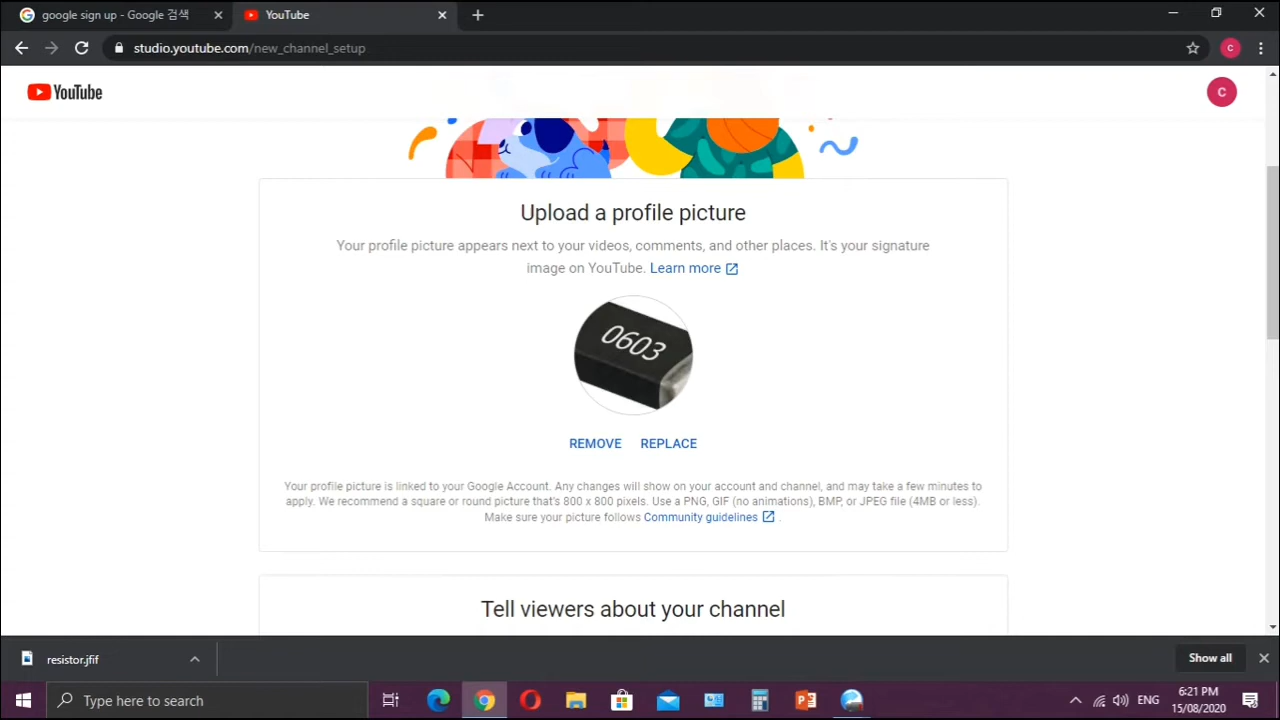 google sign up - Google 검색
YouTube
studio.youtube.com/new_channel_setup
C
YouTube
C
Upload a profile picture
Your profile picture appears next to your videos, comments, and other places. It's your signature
image on YouTube. Learn more
0603
REMOVE REPLACE
Your profile picture is linked to your Google Account. Any changes will show on your account and channel, and may take a few minutes to
apply. We recommend a square or round picture that's 800 x 800 pixels. Use a PNG, GIF (no animations), BMP, or JPEG file (4MB or less).
Make sure your picture follows Community guidelines .
Tell viewers about your channel
resistor.jfif
Show all
Type here to search
ENG
6:21 PM
15/08/2020